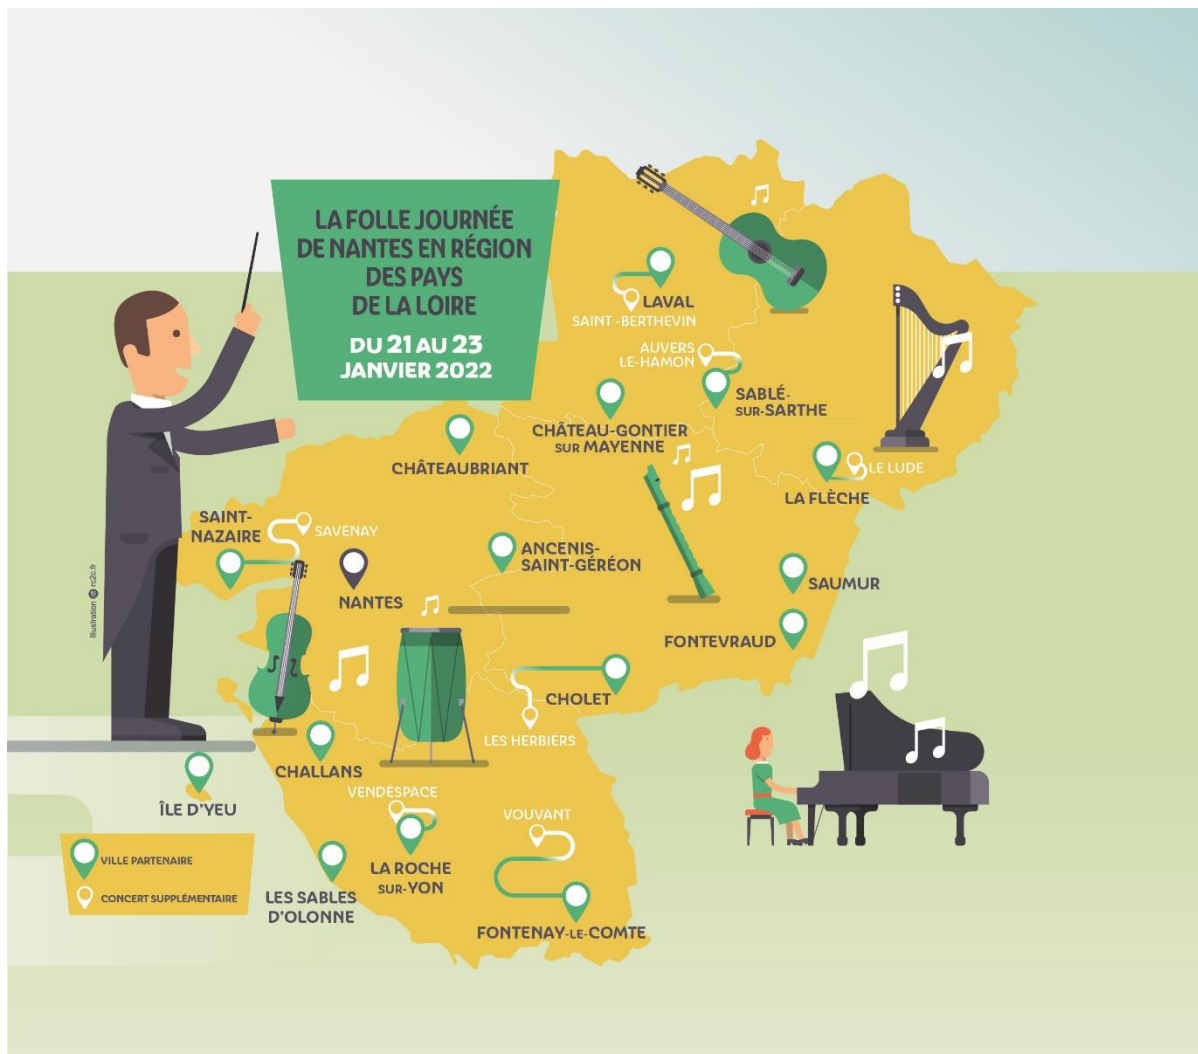 LA FOLLE JOURNÉE
DE NANTES EN RÉGION
DES PAYS
DE LA LOIRE
DU 21 AU 23
JANVIER 2022
LAVAL
SAINT-BERTHEVIN
AUVERS
LE-HAMON
SABLÉ-
SUR-SARTHE
CHÂTEAU-GONTIER
SUR MAYENNE
CHÂTEAUBRIANT
LE LUDE
LA FLÈCHE
SAINT-
NAZAIRE
SAVENAY
ANCENIS-
SAINT-GÉRÉON
NANTES
SAUMUR
FONTEVRAUD
CHOLET
LES HERBIERS
CHALLANS
ÎLE D'YEU
VENDÉSPACE
VOUVANT
LA ROCHE
SUR-YON
LES SABLES
D'OLONNE
FONTENAY-LE-COMTE
VILLE PARTENAIRE
CONCERT SUPPLÉMENTAIRE
Illustration rc2c.fr